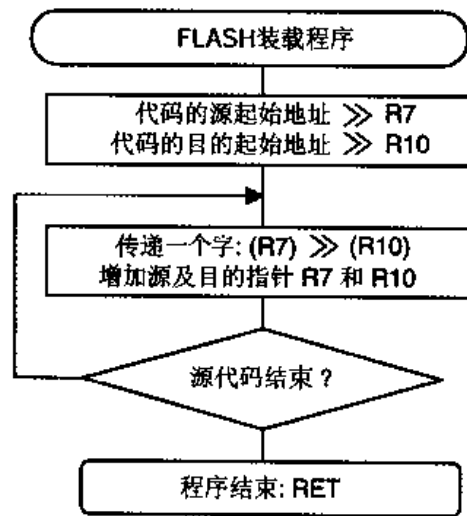 FLASH装载程序
代码的源起始地址 ≫ R7
代码的目的起始地址 ≫ R10
传递一个字: (R7) ≫ (R10)
增加源及目的指针 R7 和 R10
源代码结束?
程序结束: RET